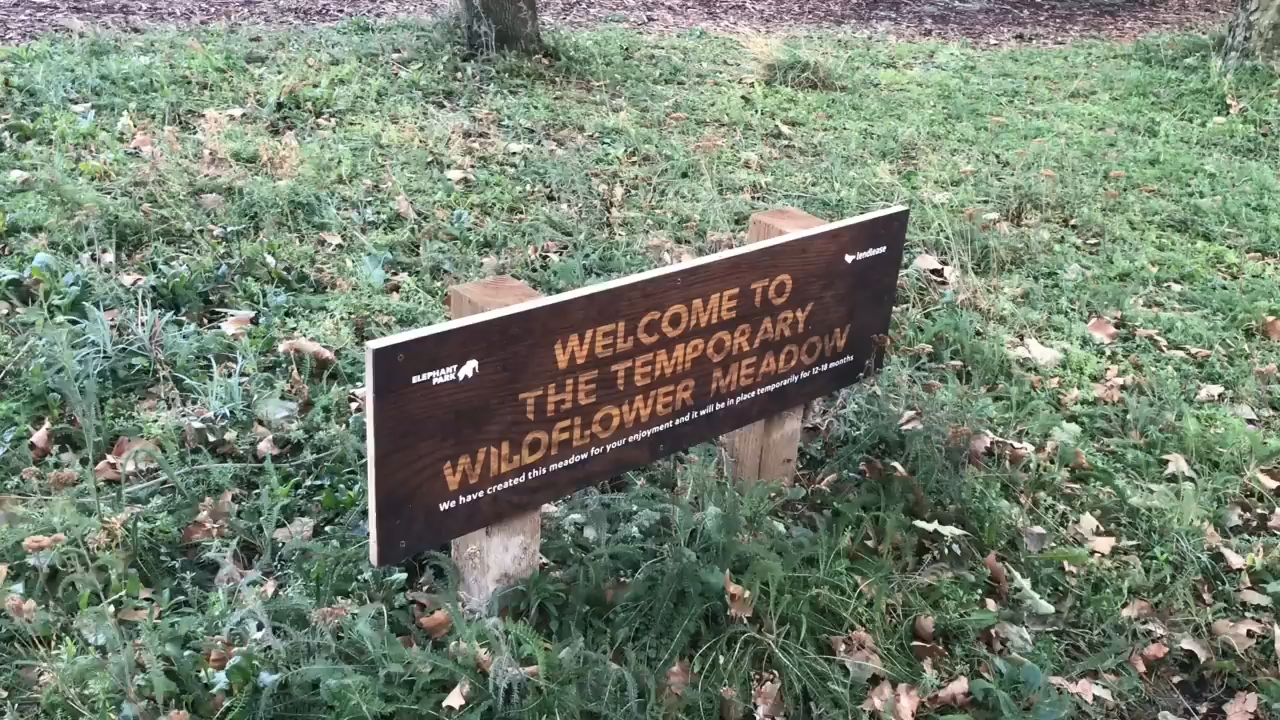 lendlease
ELEPHANT
PARK
WELCOME TO
THE TEMPORARY
WILDFLOWER MEADOW
We have created this meadow for your enjoyment and it will be in place temporarily for 12-18 months